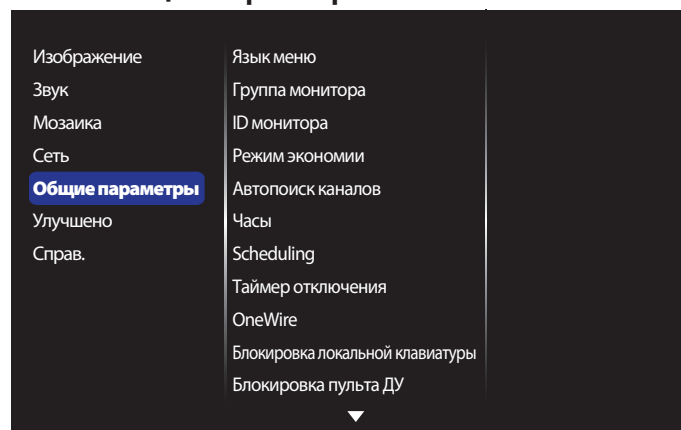 Изображение
Звук
Мозаика
Сеть
Общие параметры
Улучшено
Справ.
Язык меню
Группа монитора
ID монитора
Режим экономии
Автопоиск каналов
Часы
Scheduling
Таймер отключения
OneWire
Блокировка локальной клавиатуры
Блокировка пульта ДУ